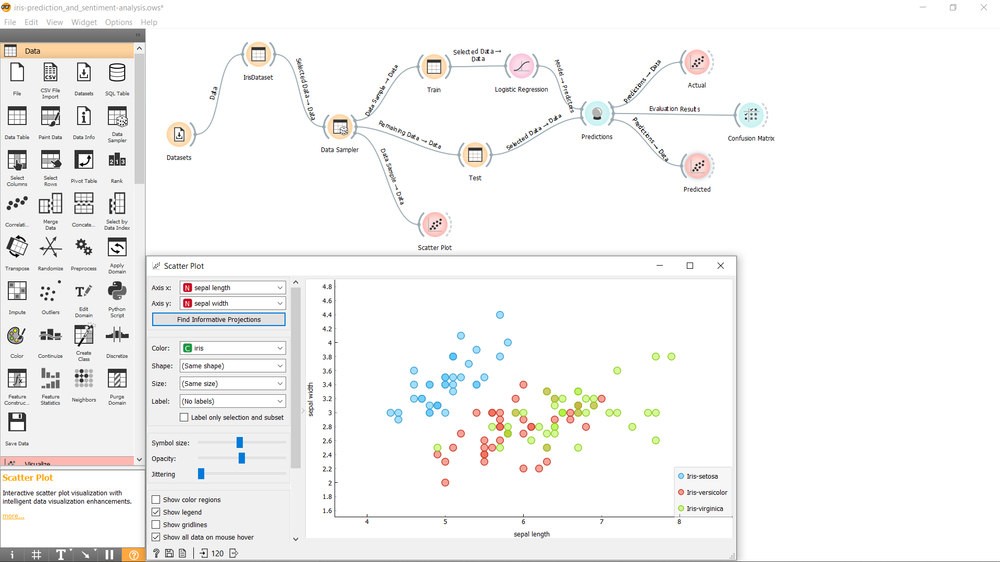 iris-prediction_and_sentiment-analysis.ows*
File Edit View Widget Options Help
Data
File
CSV File
Import
Datasets
SQL Table
Data Table
Paint Data
Data Info
Data
Sampler
Select
Columns
Select
Rows
Pivot Table
Rank
Correlati...
Merge
Data
Concate...
Select by
Data Index
Transpose
Randomize
Preprocess
Apply
Domain
Impute
Outliers
Edit
Domain
Python
Script
Color
Continuize
Create
Class
Discretize
Feature
Construc...
Feature
Statistics
Neighbors
Purge
Domain
Save Data
Visualize
Scatter Plot
Interactive scatter plot visualization with
intelligent data visualization enhancements.
more...
Datasets
Data
IrisDataset
Selected Data → Data
Data Sampler
Data Sample → Data
Remaining Data → Data
Data Sample → Data
Train
Selected Data →
Data
Logistic Regression
Model → Predictors
Test
Selected Data → Data
Predictions
Predictions → Data
Evaluation Results
Predictions → Data
Actual
Confusion Matrix
Predicted
Scatter Plot
Scatter Plot
Axis x: N sepal length
Axis y: N sepal width
Find Informative Projections
Color: C iris
Shape: (Same shape)
Size: (Same size)
Label: (No labels)
Label only selection and subset
Symbol size:
Opacity:
Jittering
Show color regions
Show legend
Show gridlines
Show all data on mouse hover
? 120
4.8
4.6
4.4
4.2
4
3.8
3.6
3.4
3.2
3
2.8
2.6
2.4
2.2
2
1.8
1.6
sepal width
4 5 6 7 8
sepal length
Iris-setosa
Iris-versicolor
Iris-virginica